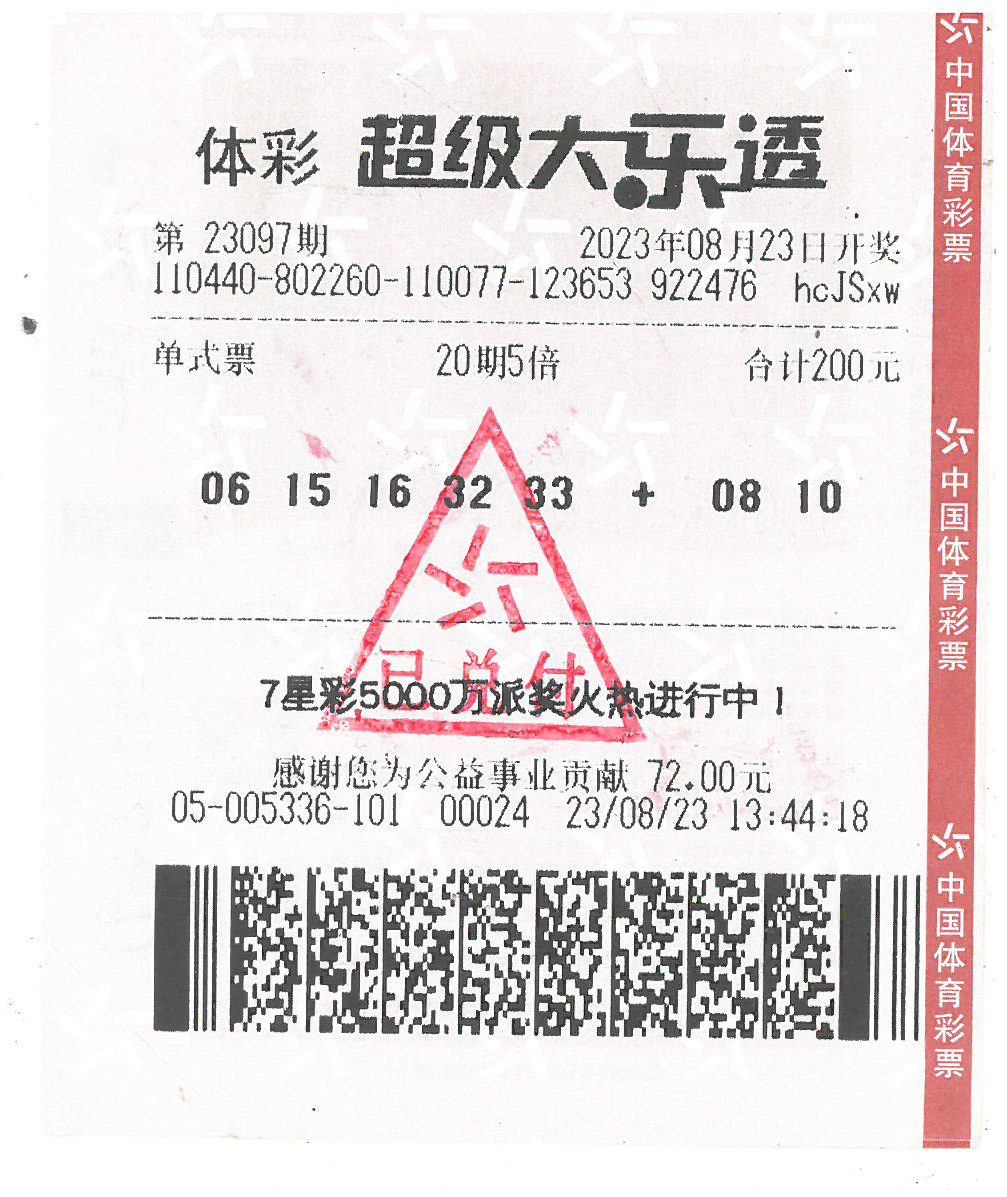 体彩 超级大乐透
第 23097期 2023年08月23日开奖
110440-802260-110077-123653 922476 hcJSxw
单式票 20期5倍 合计200元
06 15 16 32 33 + 08 10
已兑付
7星彩5000万派奖火热进行中!
感谢您为公益事业贡献 72.00元
05-005336-101 00024 23/08/23 13:44:18
中国体育彩票
中国体育彩票
中国体育彩票